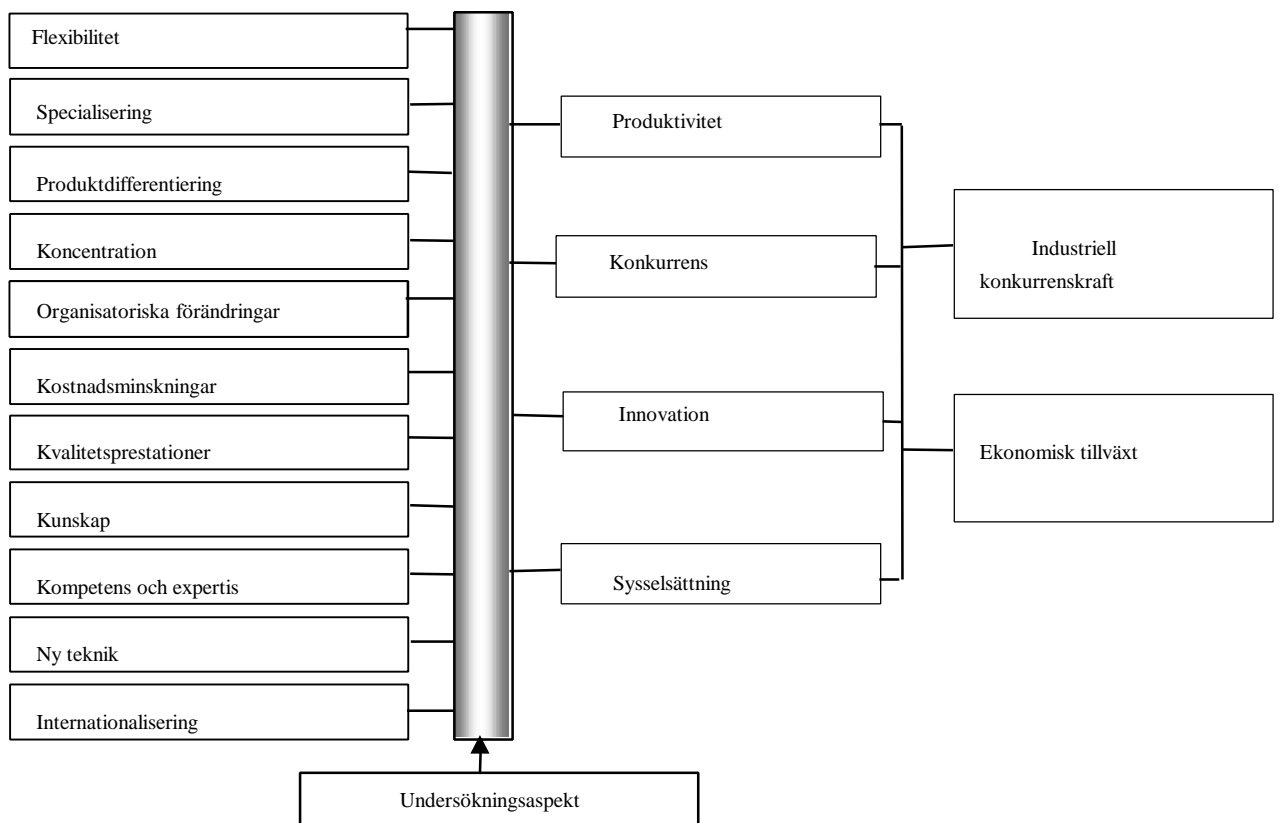 Flexibilitet
Specialisering
Produktdifferentiering
Koncentration
Organisatoriska förändringar
Kostnadsminskningar
Kvalitetsprestationer
Kunskap
Kompetens och expertis
Ny teknik
Internationalisering
Produktivitet
Konkurrens
Innovation
Sysselsättning
Industriell
konkurrenskraft
Ekonomisk tillväxt
Undersökningsaspekt